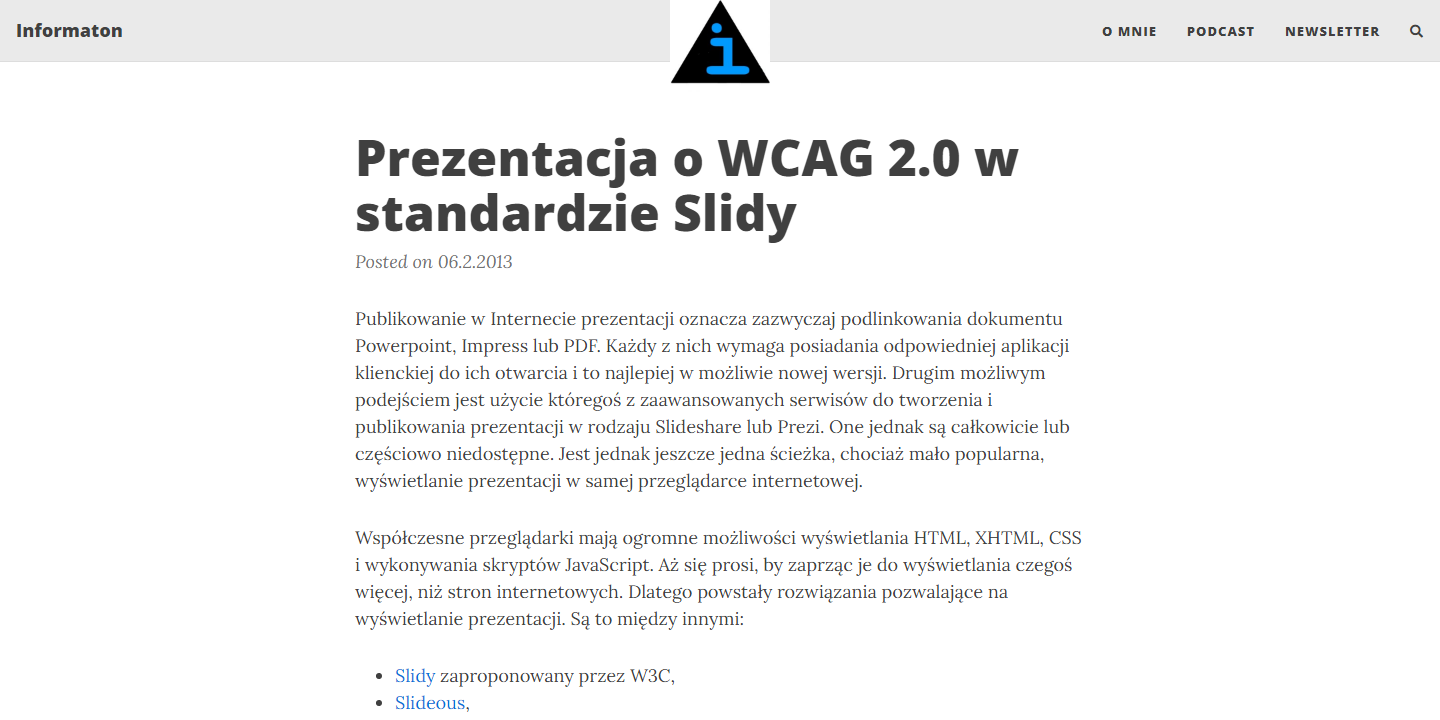 Informaton
i
O MNIE
PODCAST
NEWSLETTER
Prezentacja o WCAG 2.0 w
standardzie Slidy
Posted on 06.2.2013
Publikowanie w Internecie prezentacji oznacza zazwyczaj podlinkowania dokumentu
Powerpoint, Impress lub PDF. Każdy z nich wymaga posiadania odpowiedniej aplikacji
klienckiej do ich otwarcia i to najlepiej w możliwie nowej wersji. Drugim możliwym
podejściem jest użycie któregoś z zaawansowanych serwisów do tworzenia i
publikowania prezentacji w rodzaju Slideshare lub Prezi. One jednak są całkowicie lub
częściowo niedostępne. Jest jednak jeszcze jedna ścieżka, chociaż mało popularna,
wyświetlanie prezentacji w samej przeglądarce internetowej.
Współczesne przeglądarki mają ogromne możliwości wyświetlania HTML, XHTML, CSS
i wykonywania skryptów JavaScript. Aż się prosi, by zaprząc je do wyświetlania czegoś
więcej, niż stron internetowych. Dlatego powstały rozwiązania pozwalające na
wyświetlanie prezentacji. Są to między innymi:
Slidy zaproponowany przez W3C,
Slideous,